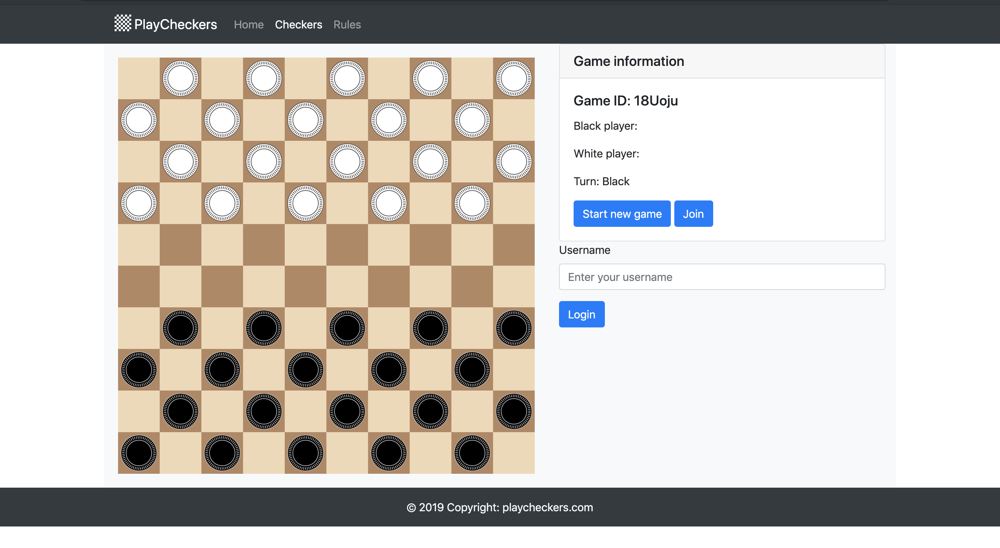 PlayCheckers Home Checkers Rules
Game information
Game ID: 18Uoju
Black player:
White player:
Turn: Black
Start new game Join
Username
Enter your username
Login
© 2019 Copyright: playcheckers.com